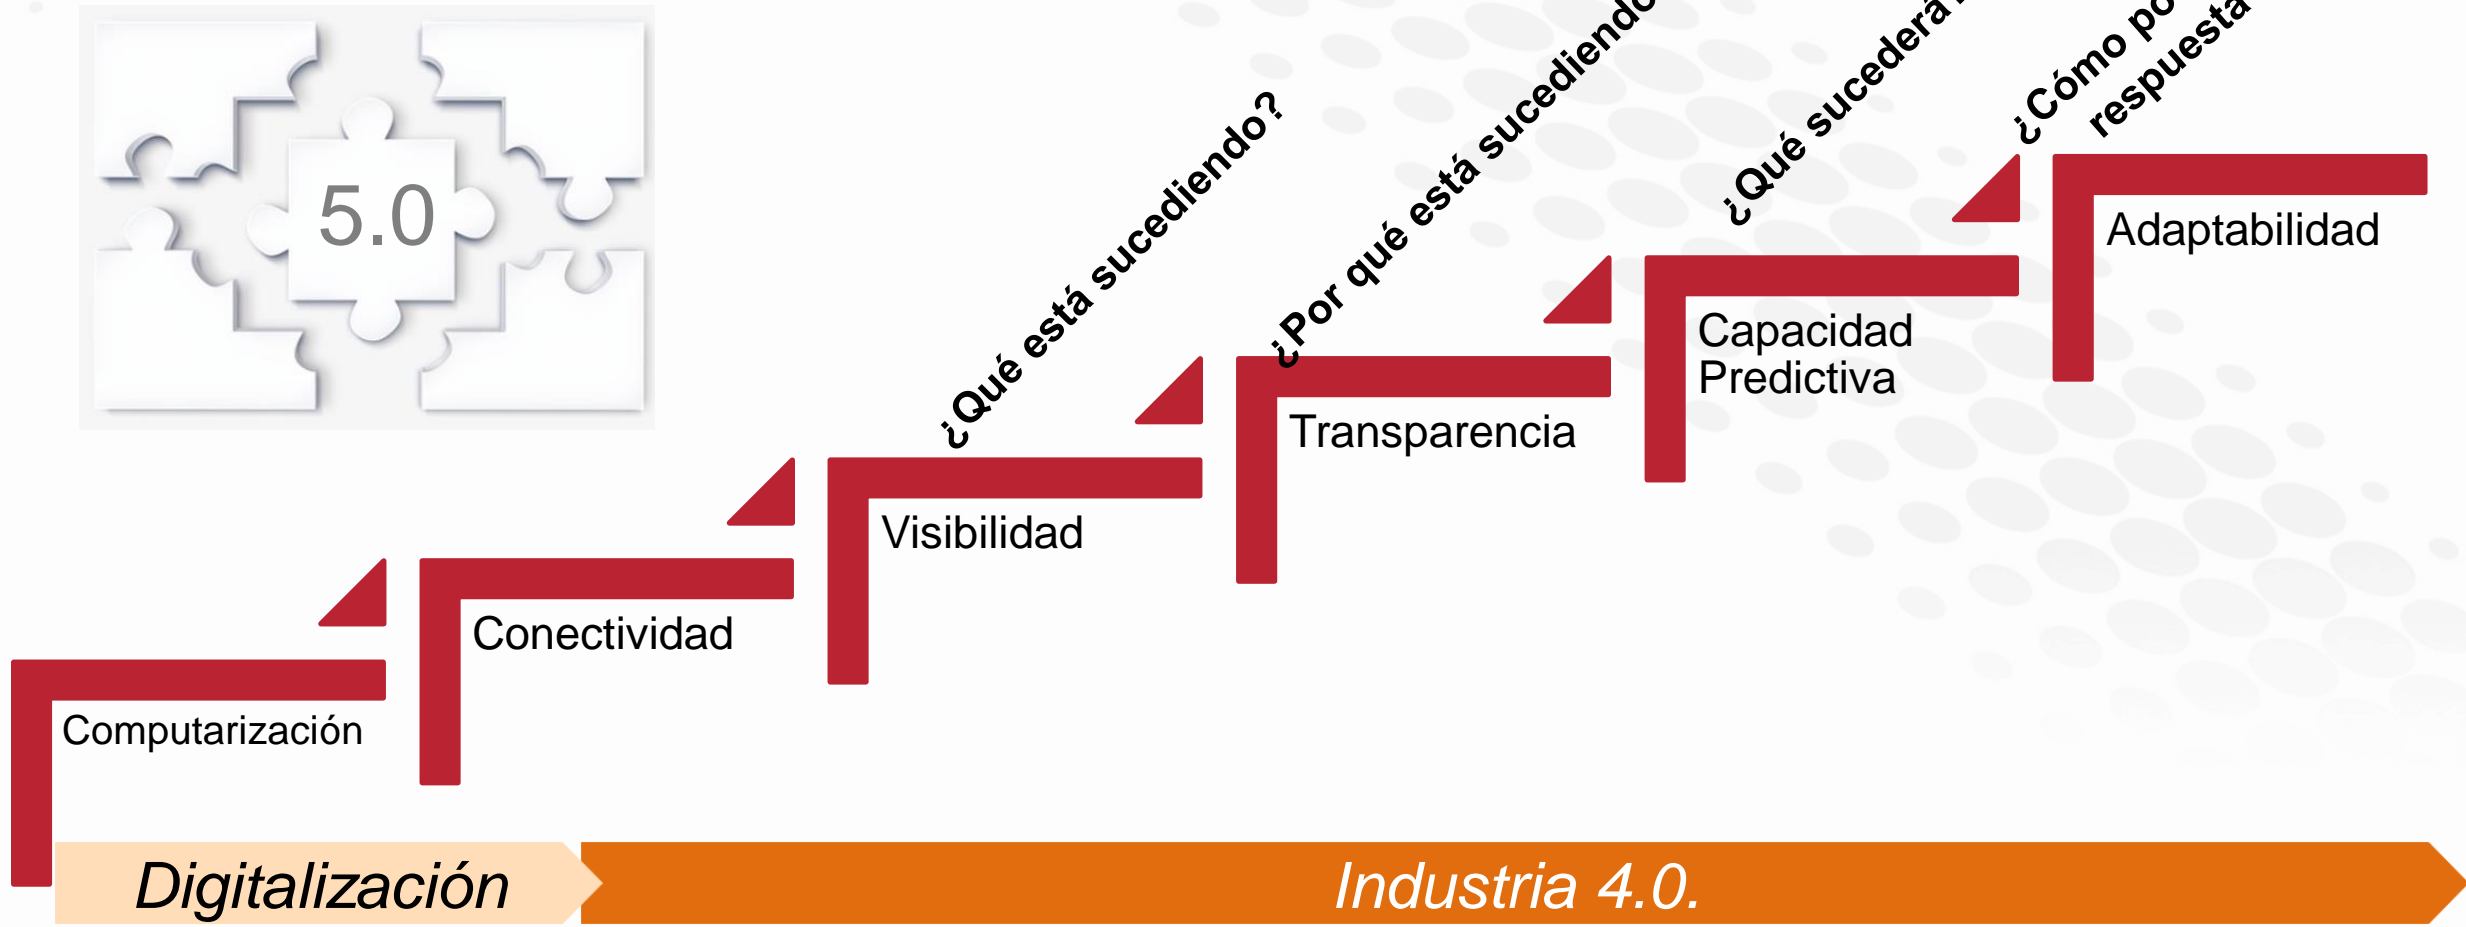 5.0
¿Qué está sucediendo?
¿Por qué está sucediendo
¿Qué sucederá
¿Cómo
respuesta
Adaptabilidad
Capacidad
Predictiva
Transparencia
Visibilidad
Conectividad
Computarización
Digitalización
Industria 4.0.